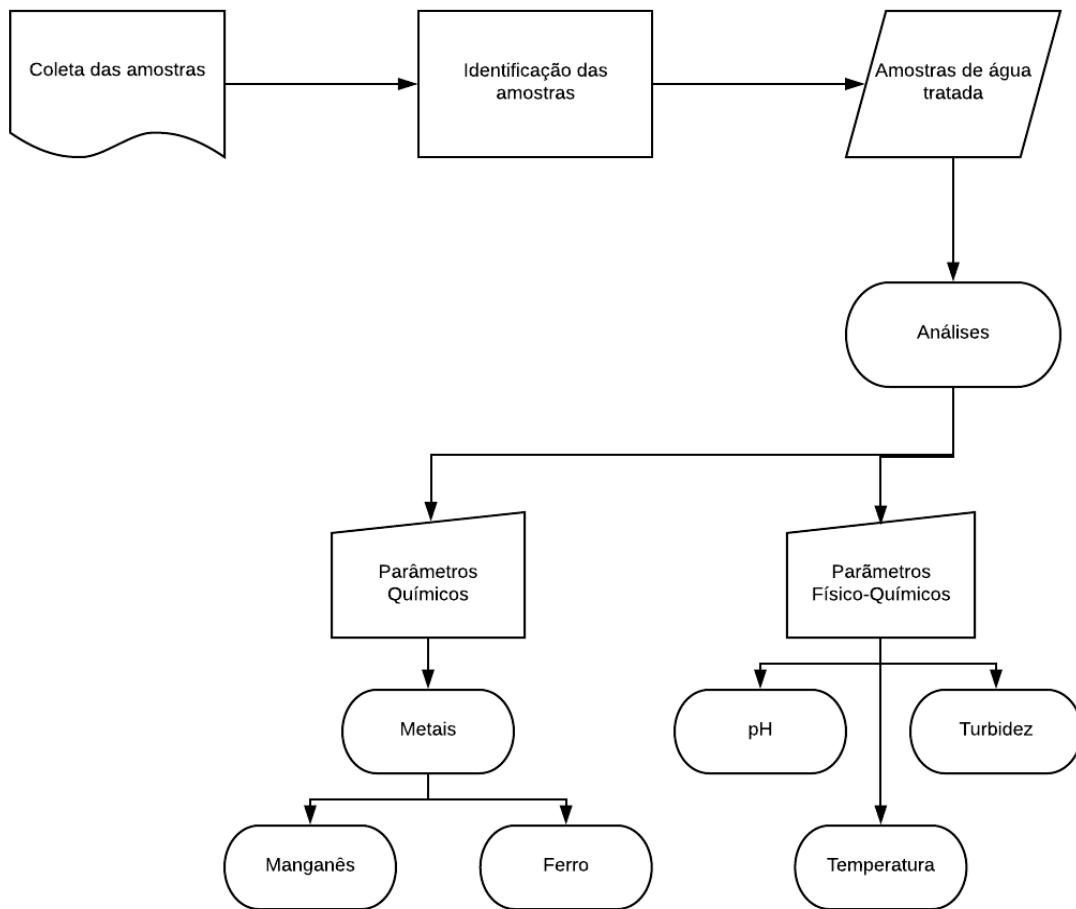 Coleta das amostras
Identificação das
amostras
Amostras de água
tratada
Análises
Parâmetros
Químicos
Parãmetros
Físico-Químicos
Metais
pH
Turbidez
Manganês
Ferro
Temperatura